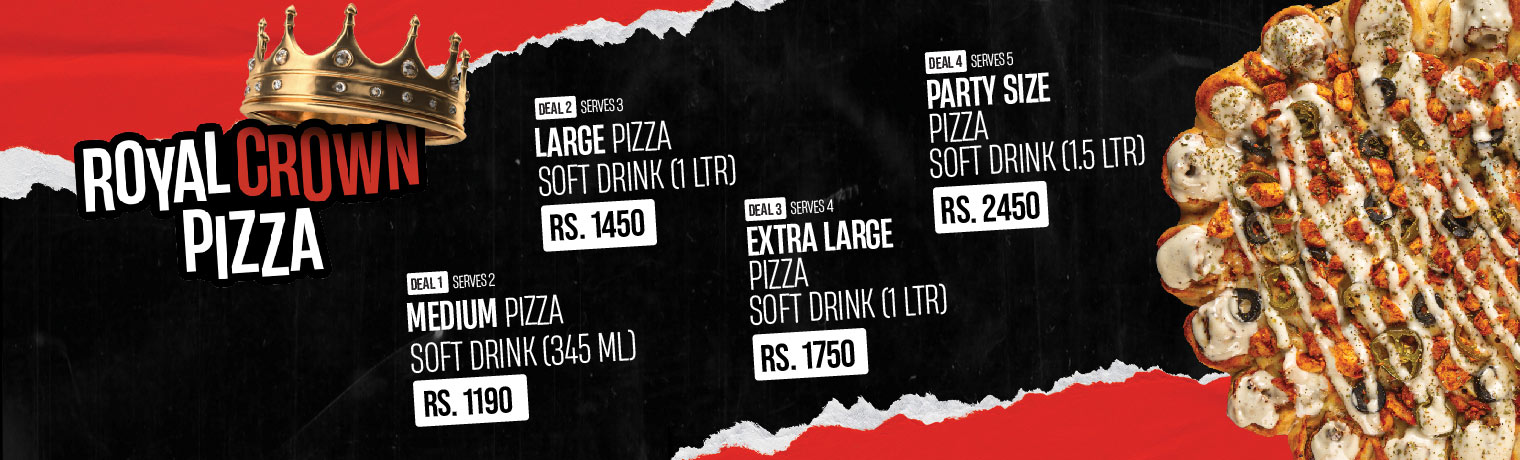 ROYAL CROWN
PIZZA
DEAL 1 SERVES 2
MEDIUM PIZZA
SOFT DRINK (345 ML)
RS. 1190
DEAL 2 SERVES 3
LARGE PIZZA
SOFT DRINK (1 LTR)
RS. 1450
DEAL 3 SERVES 4
EXTRA LARGE
PIZZA
SOFT DRINK (1 LTR)
RS. 1750
DEAL 4 SERVES 5
PARTY SIZE
PIZZA
SOFT DRINK (1.5 LTR)
RS. 2450